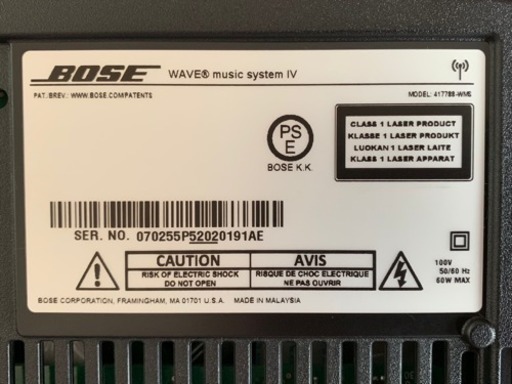 BOSE WAVE® music system IV
PAT./BREV.: WWW.BOSE.COM/PATENTS
MODEL: 417788-WMS
PS
E
BOSE K.K.
CLASS 1 LASER PRODUCT
KLASSE 1 LASER PRODUKT
LUOKAN 1 LASER LAITE
KLASS 1 LASER APPARAT
SER. NO. 070255P52020191AE
CAUTION
RISK OF ELECTRIC SHOCK
DO NOT OPEN
AVIS
RISQUE DE CHOC ELECTRIQUE
NE PAS OUVRIR
100V
50/60 Hz
60W MAX
BOSE CORPORATION, FRAMINGHAM, MA 01701 U.S.A. MADE IN MALAYSIA